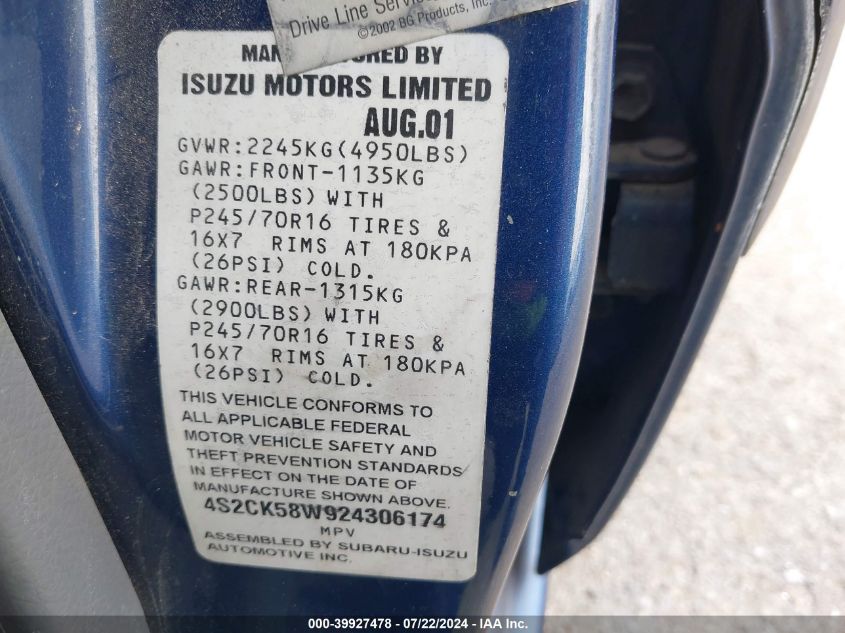 Drive Line Servic
©2002 BG Products, Inc.
BY
ISUZU MOTORS LIMITED
AUG.01
GVWR:2245KG(4950LBS)
GAWR:FRONT-1135KG
(2500LBS) WITH
P245/70R16 TIRES &
16X7 RIMS AT 180KPA
(26PSI) COLD.
GAWR:REAR-1315KG
(2900LBS) WITH
P245/70R16 TIRES &
16X7 RIMS AT 180KPA
(26PSI) COLD.
THIS VEHICLE CONFORMS TO
ALL APPLICABLE FEDERAL
MOTOR VEHICLE SAFETY AND
THEFT PREVENTION STANDARDS
IN EFFECT ON THE DATE OF
MANUFACTURE SHOWN ABOVE.
4S2CK58W924306174
MPV
ASSEMBLED BY SUBARU-ISUZU
AUTOMOTIVE INC.
000-39927478 - 07/22/2024 - IAA Inc.